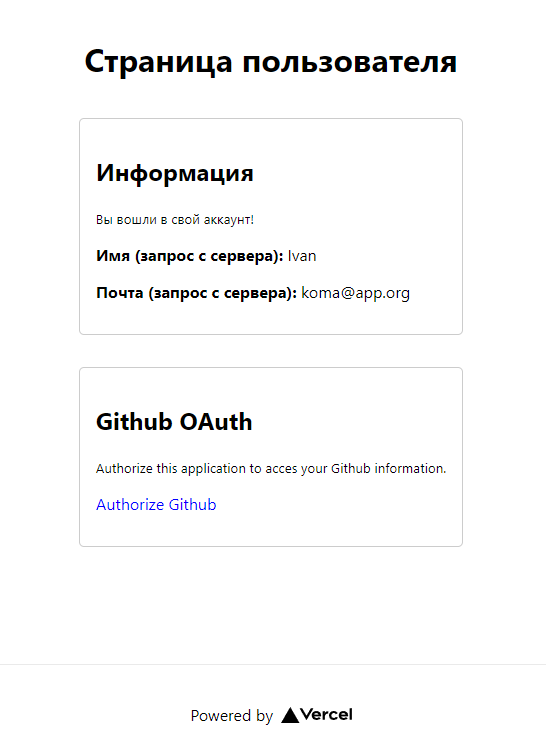 Страница пользователя
Информация
Вы вошли в свой аккаунт!
Имя (запрос с сервера): Ivan
Почта (запрос с сервера): koma@app.org
Github OAuth
Authorize this application to acces your Github information.
Authorize Github
Powered by Vercel